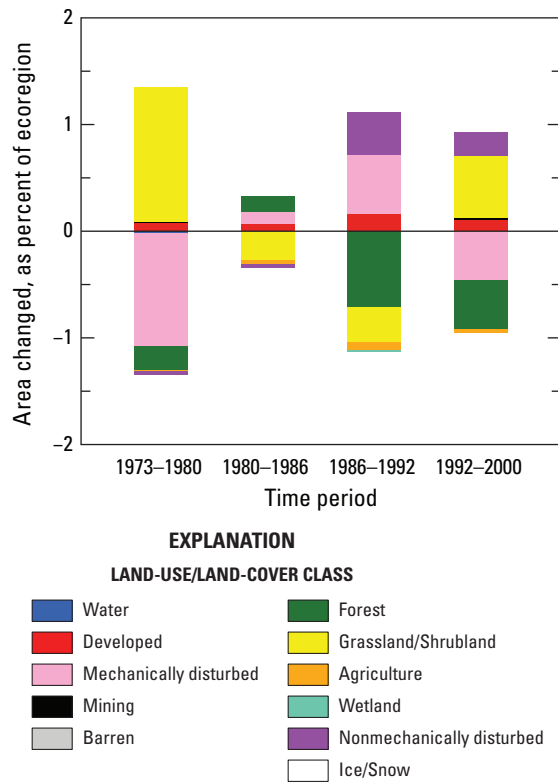 Area changed, as percent of ecoregion
2
1
0
–1
–2
1973–1980 1980–1986 1986–1992 1992–2000
Time period
EXPLANATION
LAND-USE/LAND-COVER CLASS
Water
Developed
Mechanically disturbed
Mining
Barren
Forest
Grassland/Shrubland
Agriculture
Wetland
Nonmechanically disturbed
Ice/Snow